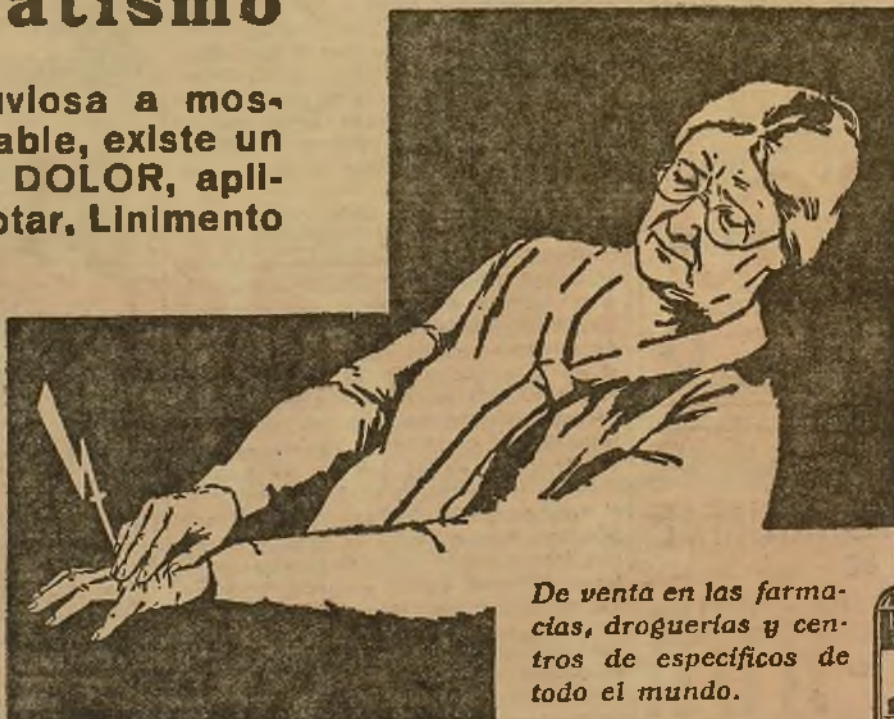 atismo
uviosa a mos-
able, existe un
DOLOR, apli-
otar. Linimento
De venta en las farma-
cias, droguerías y cen-
tros de específicos de
todo el mundo.